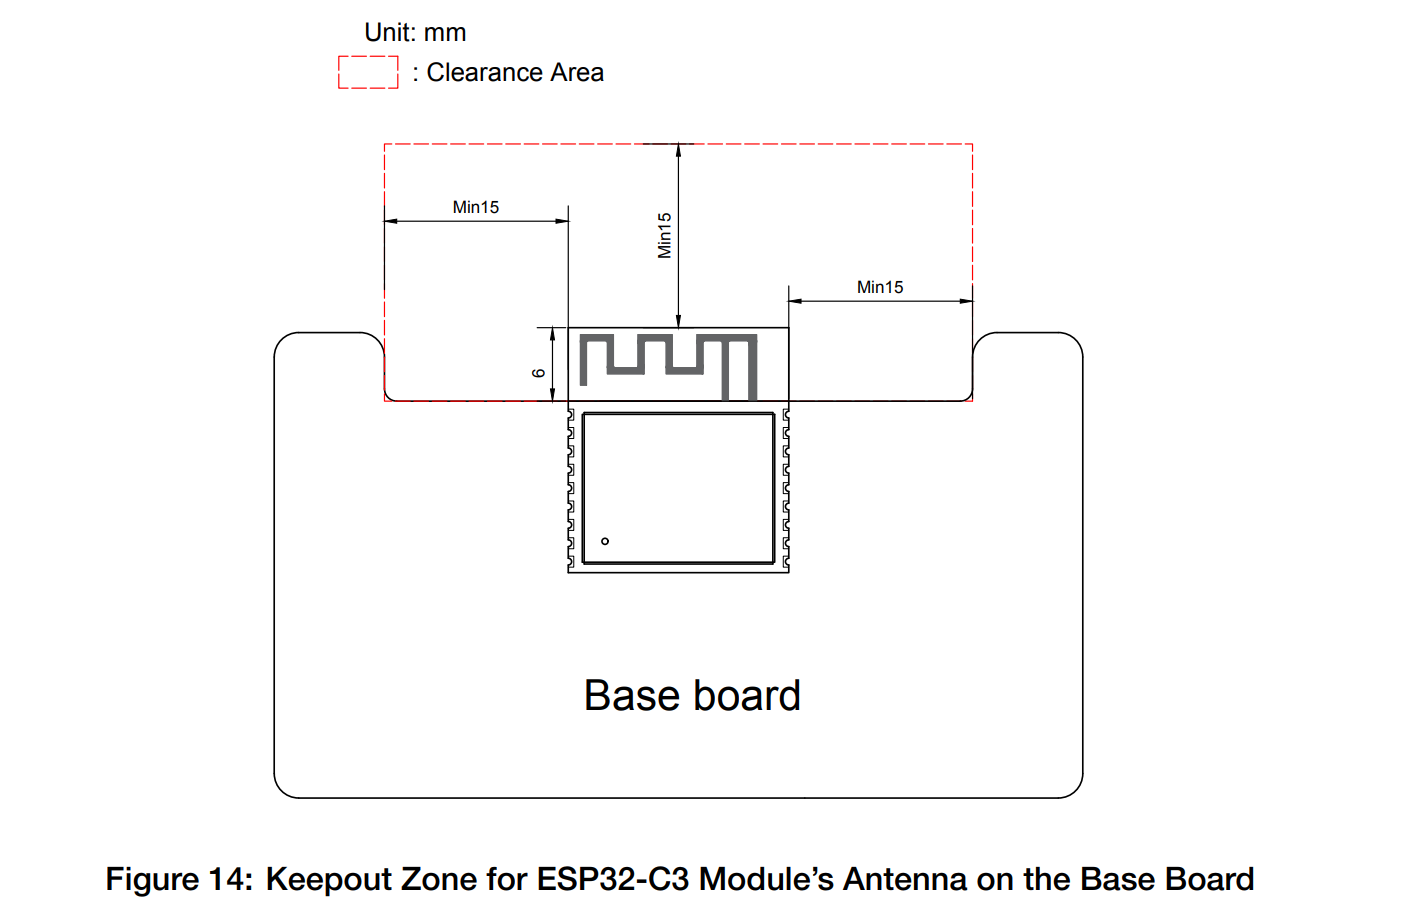 Unit: mm
: Clearance Area
Min15
Min15
Min15
6
Base board
Figure 14: Keepout Zone for ESP32-C3 Module’s Antenna on the Base Board